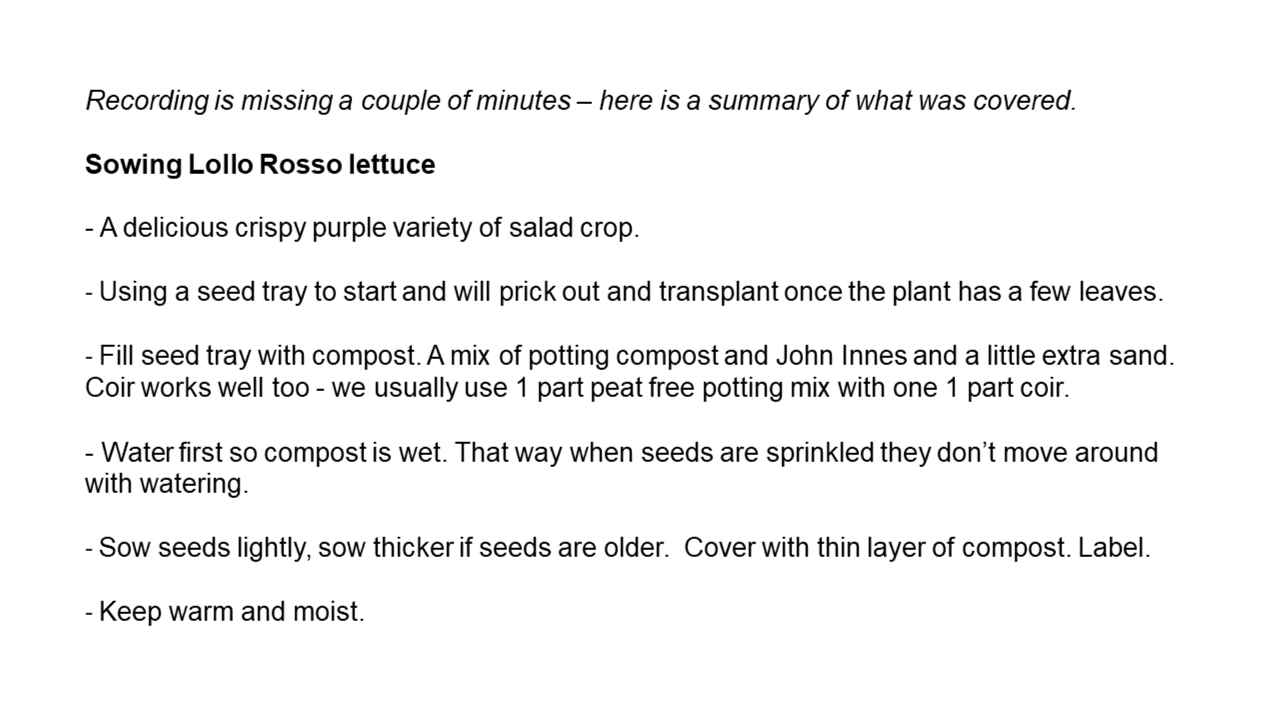 Recording is missing a couple of minutes – here is a summary of what was covered.
Sowing Lollo Rosso lettuce
- A delicious crispy purple variety of salad crop.
- Using a seed tray to start and will prick out and transplant once the plant has a few leaves.
- Fill seed tray with compost. A mix of potting compost and John Innes and a little extra sand.
Coir works well too - we usually use 1 part peat free potting mix with one 1 part coir.
- Water first so compost is wet. That way when seeds are sprinkled they don’t move around
with watering.
- Sow seeds lightly, sow thicker if seeds are older.  Cover with thin layer of compost. Label.
- Keep warm and moist.